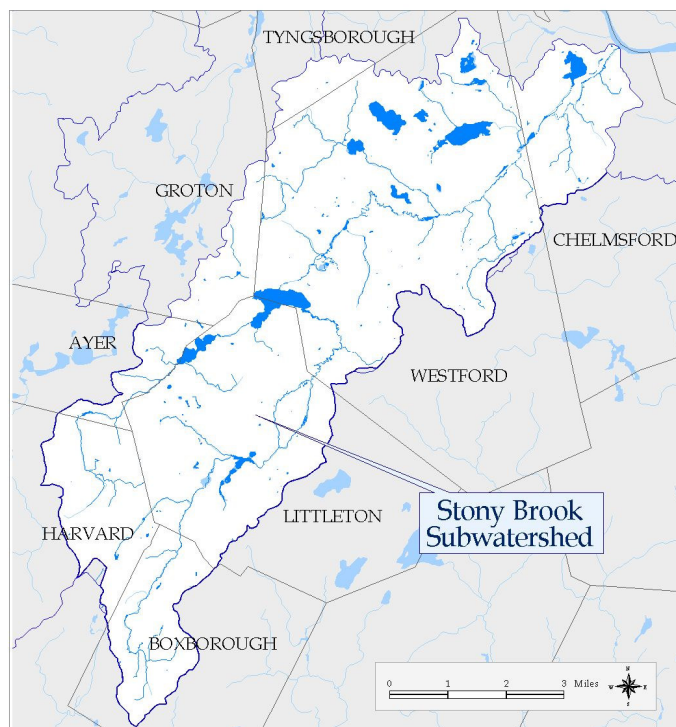 TYNGSBOROUGH
GROTON
CHELMSFORD
AYER
WESTFORD
Stony Brook
Subwatershed
LITTLETON
HARVARD
BOXBOROUGH
0 1 2 3 Miles
N
W E
S